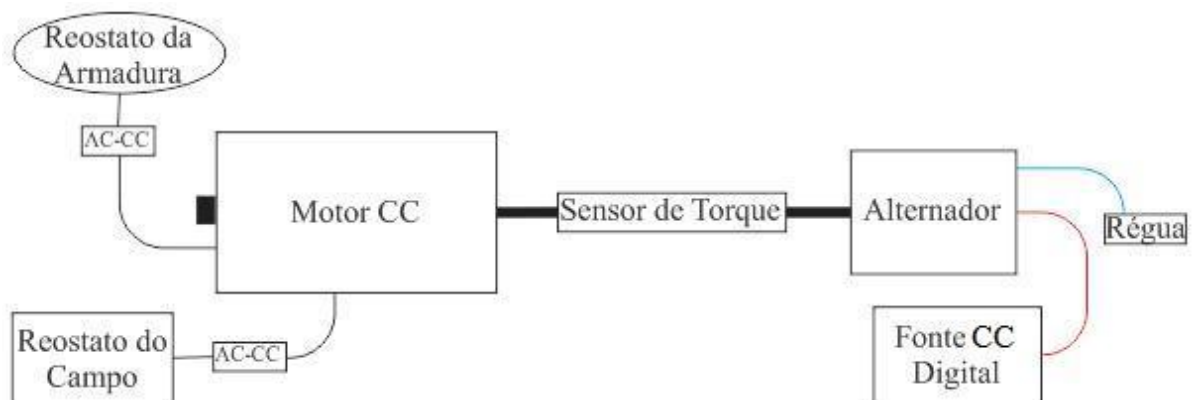 Reostato da
Armadura
AC-CC
Motor CC
Sensor de Torque
Alternador
Régua
Reostato do
Campo
AC-CC
Fonte CC
Digital